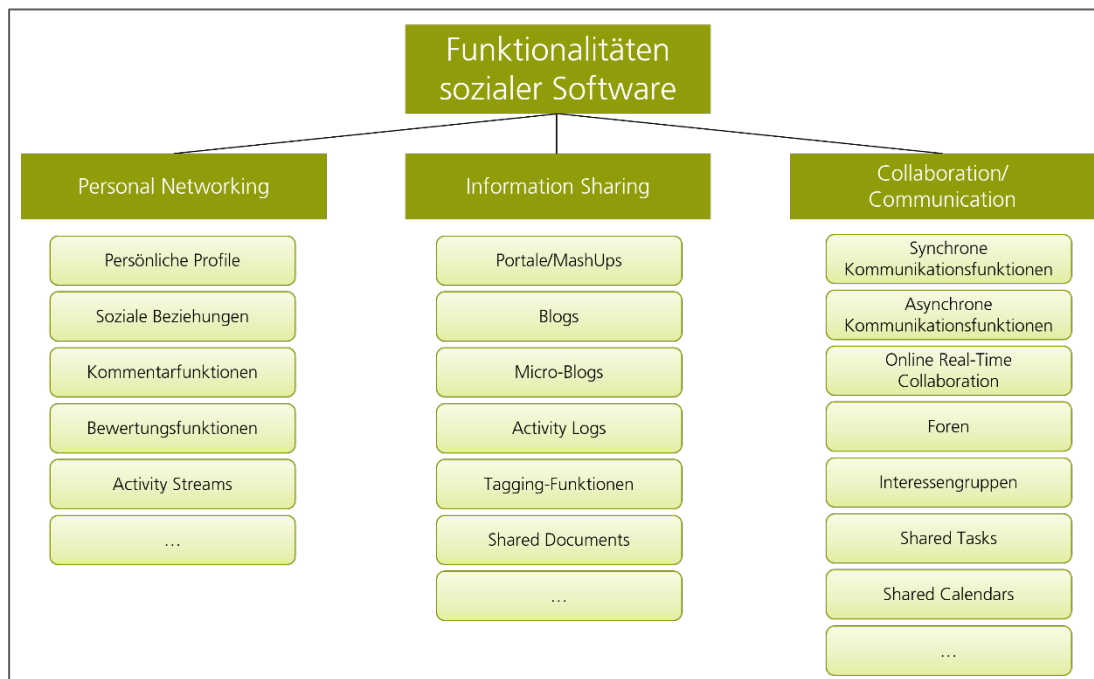 Funktionalitäten
sozialer Software
Personal Networking
Persönliche Profile
Soziale Beziehungen
Kommentarfunktionen
Bewertungsfunktionen
Activity Streams
...
Information Sharing
Portale/MashUps
Blogs
Micro-Blogs
Activity Logs
Tagging-Funktionen
Shared Documents
...
Collaboration/
Communication
Synchrone
Kommunikationsfunktionen
Asynchrone
Kommunikationsfunktionen
Online Real-Time
Collaboration
Foren
Interessengruppen
Shared Tasks
Shared Calendars
...